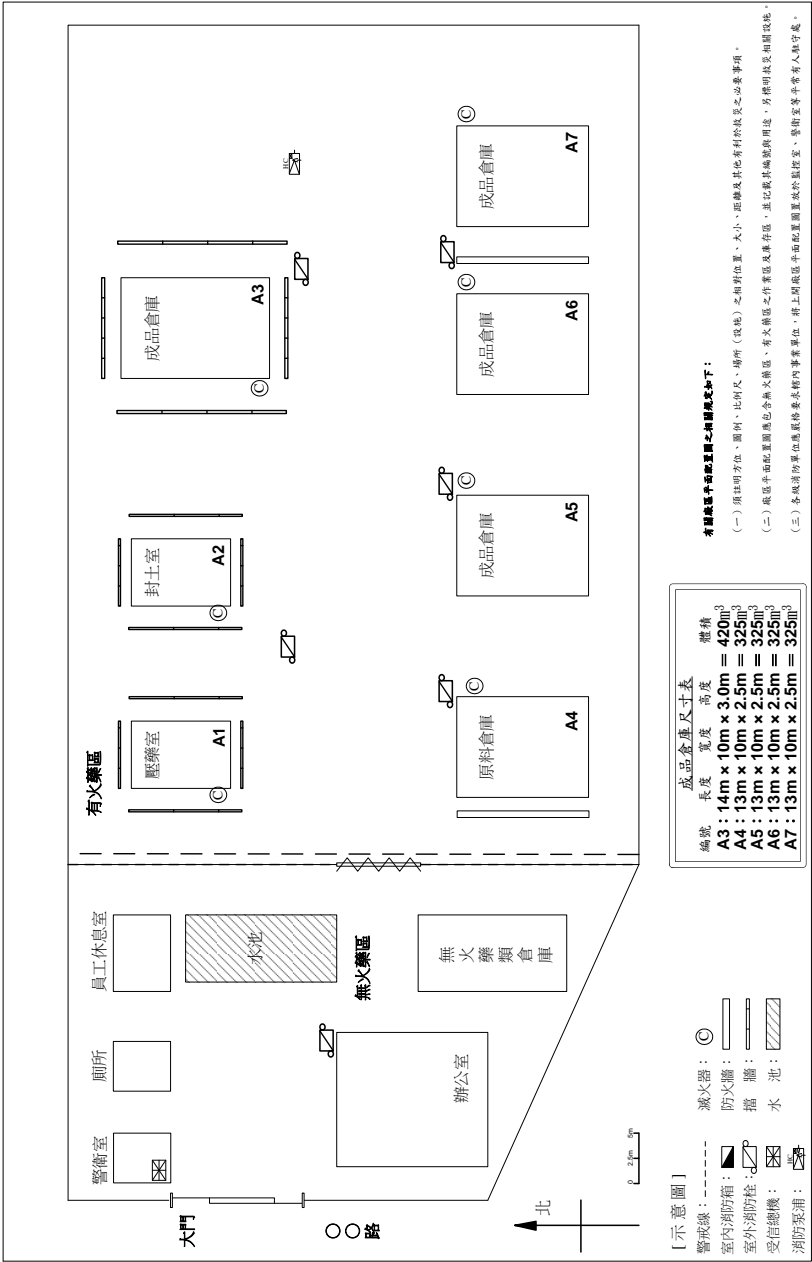 警衛室
廁所
員工休息室
水池
無火藥區
辦公室
無火藥類倉庫
大門
○○路
北
有火藥區
壓藥室
A1
C
封土室
A2
C
成品倉庫
A3
C
HC
原料倉庫
A4
C
成品倉庫
A5
C
成品倉庫
A6
C
成品倉庫
A7
C
0 2.5m 5m
[示意圖]
警戒線：
滅火器： C
室內消防箱：
防火牆：
室外消防栓：
擋 牆：
受信總機：
水 池：
消防泵浦： HC
成品倉庫尺寸表
編號 長度 寬度 高度 體積
A3：14m × 10m × 3.0m = 420m³
A4：13m × 10m × 2.5m = 325m³
A5：13m × 10m × 2.5m = 325m³
A6：13m × 10m × 2.5m = 325m³
A7：13m × 10m × 2.5m = 325m³
有關廠區平面配置圖之相關規定如下：
（一）須註明方位、圖例、比例尺、場所（設施）之相對位置、大小、距離及其他有利於救災之必要事項。
（二）廠區平面配置圖應包含無火藥區、有火藥區之作業區及庫存區，並記載其編號與用途，另標明救災相關設施。
（三）各級消防單位應嚴格要求轄內事業單位，將上開廠區平面配置圖置放於監控室、警衛室等平常有人駐守處。